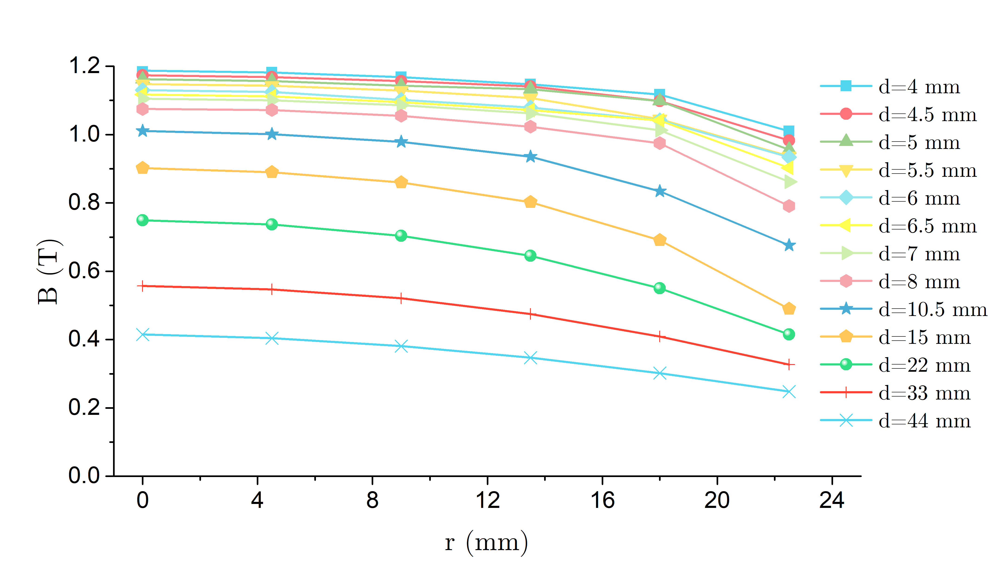 1.2
1.0
0.8
0.6
0.4
0.2
0.0
B (T)
0 4 8 12 16 20 24
r (mm)
d=4 mm
d=4.5 mm
d=5 mm
d=5.5 mm
d=6 mm
d=6.5 mm
d=7 mm
d=8 mm
d=10.5 mm
d=15 mm
d=22 mm
d=33 mm
d=44 mm